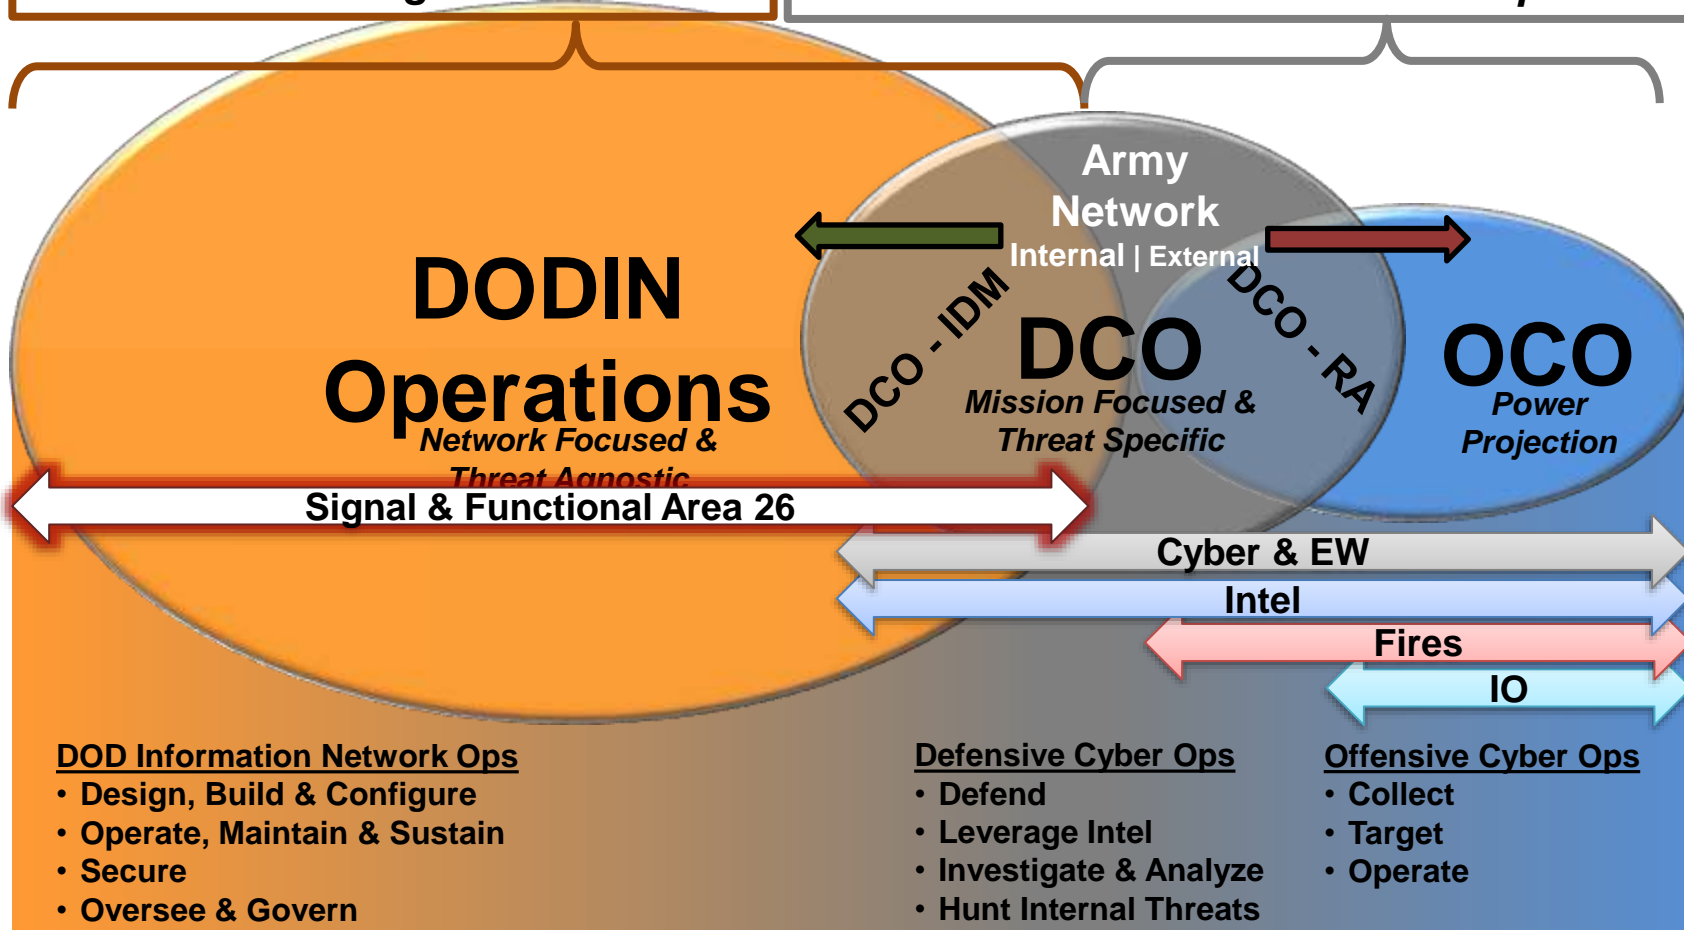 Army
Network
Internal | External
DODIN
Operations
Network Focused &
Threat Agnostic
DCO - IDM
DCO
Mission Focused &
Threat Specific
DCO - RA
OCO
Power
Projection
Signal & Functional Area 26
Cyber & EW
Intel
Fires
IO
DOD Information Network Ops
• Design, Build & Configure
• Operate, Maintain & Sustain
• Secure
• Oversee & Govern
Defensive Cyber Ops
• Defend
• Leverage Intel
• Investigate & Analyze
• Hunt Internal Threats
Offensive Cyber Ops
• Collect
• Target
• Operate